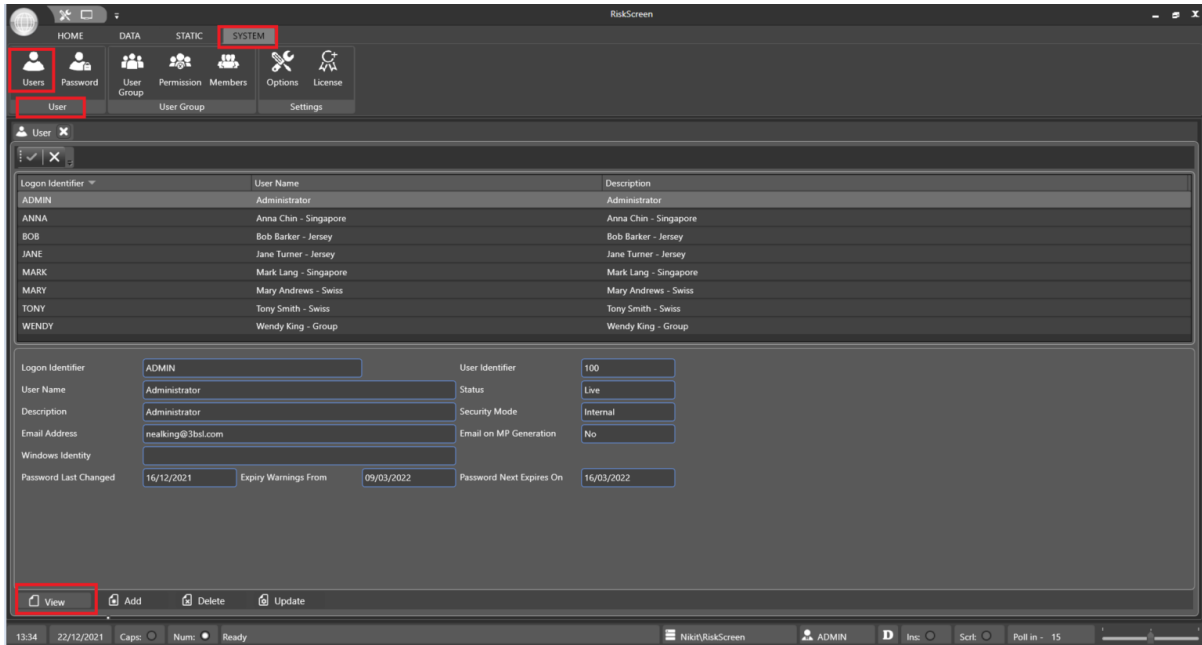 RiskScreen
HOME DATA STATIC SYSTEM
Users Password User Group Permission Members Options License
User User Group Settings
User
Logon Identifier User Name Description
ADMIN Administrator Administrator
ANNA Anna Chin - Singapore Anna Chin - Singapore
BOB Bob Barker - Jersey Bob Barker - Jersey
JANE Jane Turner - Jersey Jane Turner - Jersey
MARK Mark Lang - Singapore Mark Lang - Singapore
MARY Mary Andrews - Swiss Mary Andrews - Swiss
TONY Tony Smith - Swiss Tony Smith - Swiss
WENDY Wendy King - Group Wendy King - Group
Logon Identifier ADMIN User Identifier 100
User Name Administrator Status Live
Description Administrator Security Mode Internal
Email Address nealking@3bsl.com Email on MP Generation No
Windows Identity
Password Last Changed 16/12/2021 Expiry Warnings From 09/03/2022 Password Next Expires On 16/03/2022
View Add Delete Update
13:34 22/12/2021 Caps: Num: Ready Nikit\RiskScreen ADMIN D Ins: Scrl: Poll in - 15